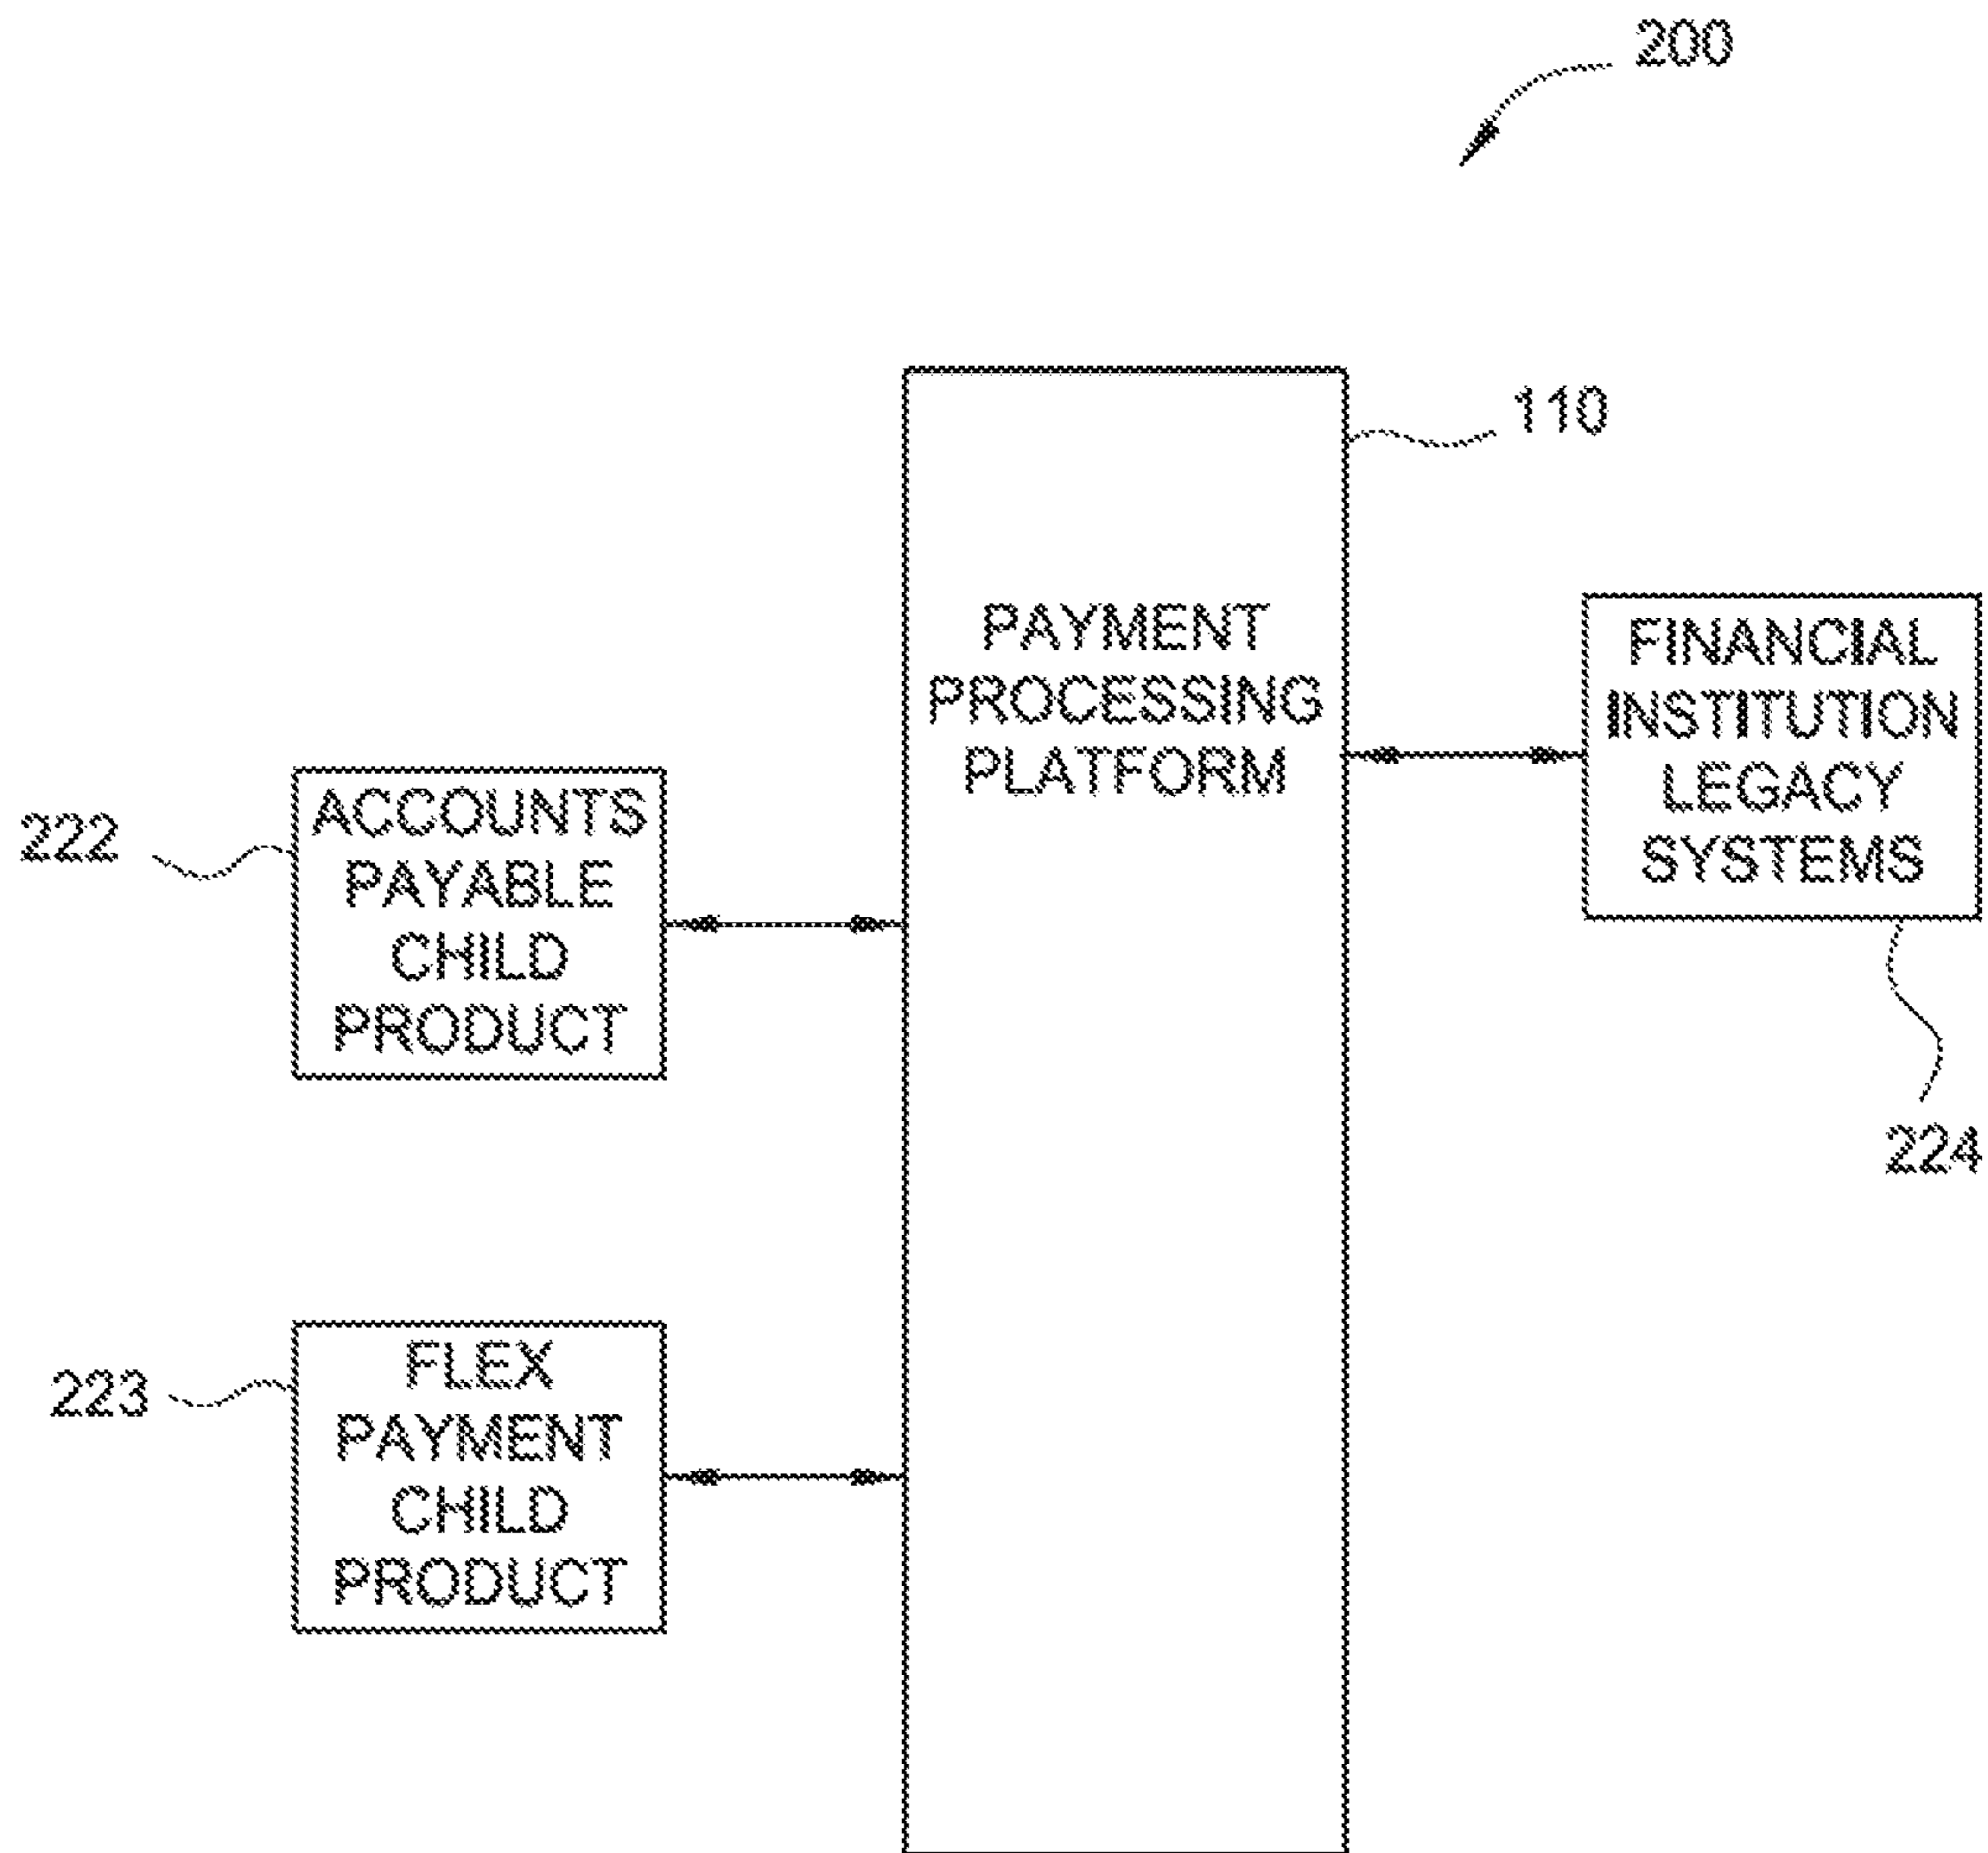 200
110
PAYMENT
PROCESSING
PLATFORM
FINANCIAL
INSTITUTION
LEGACY
SYSTEMS
224
222
ACCOUNTS
PAYABLE
CHILD
PRODUCT
223
FLEX
PAYMENT
CHILD
PRODUCT